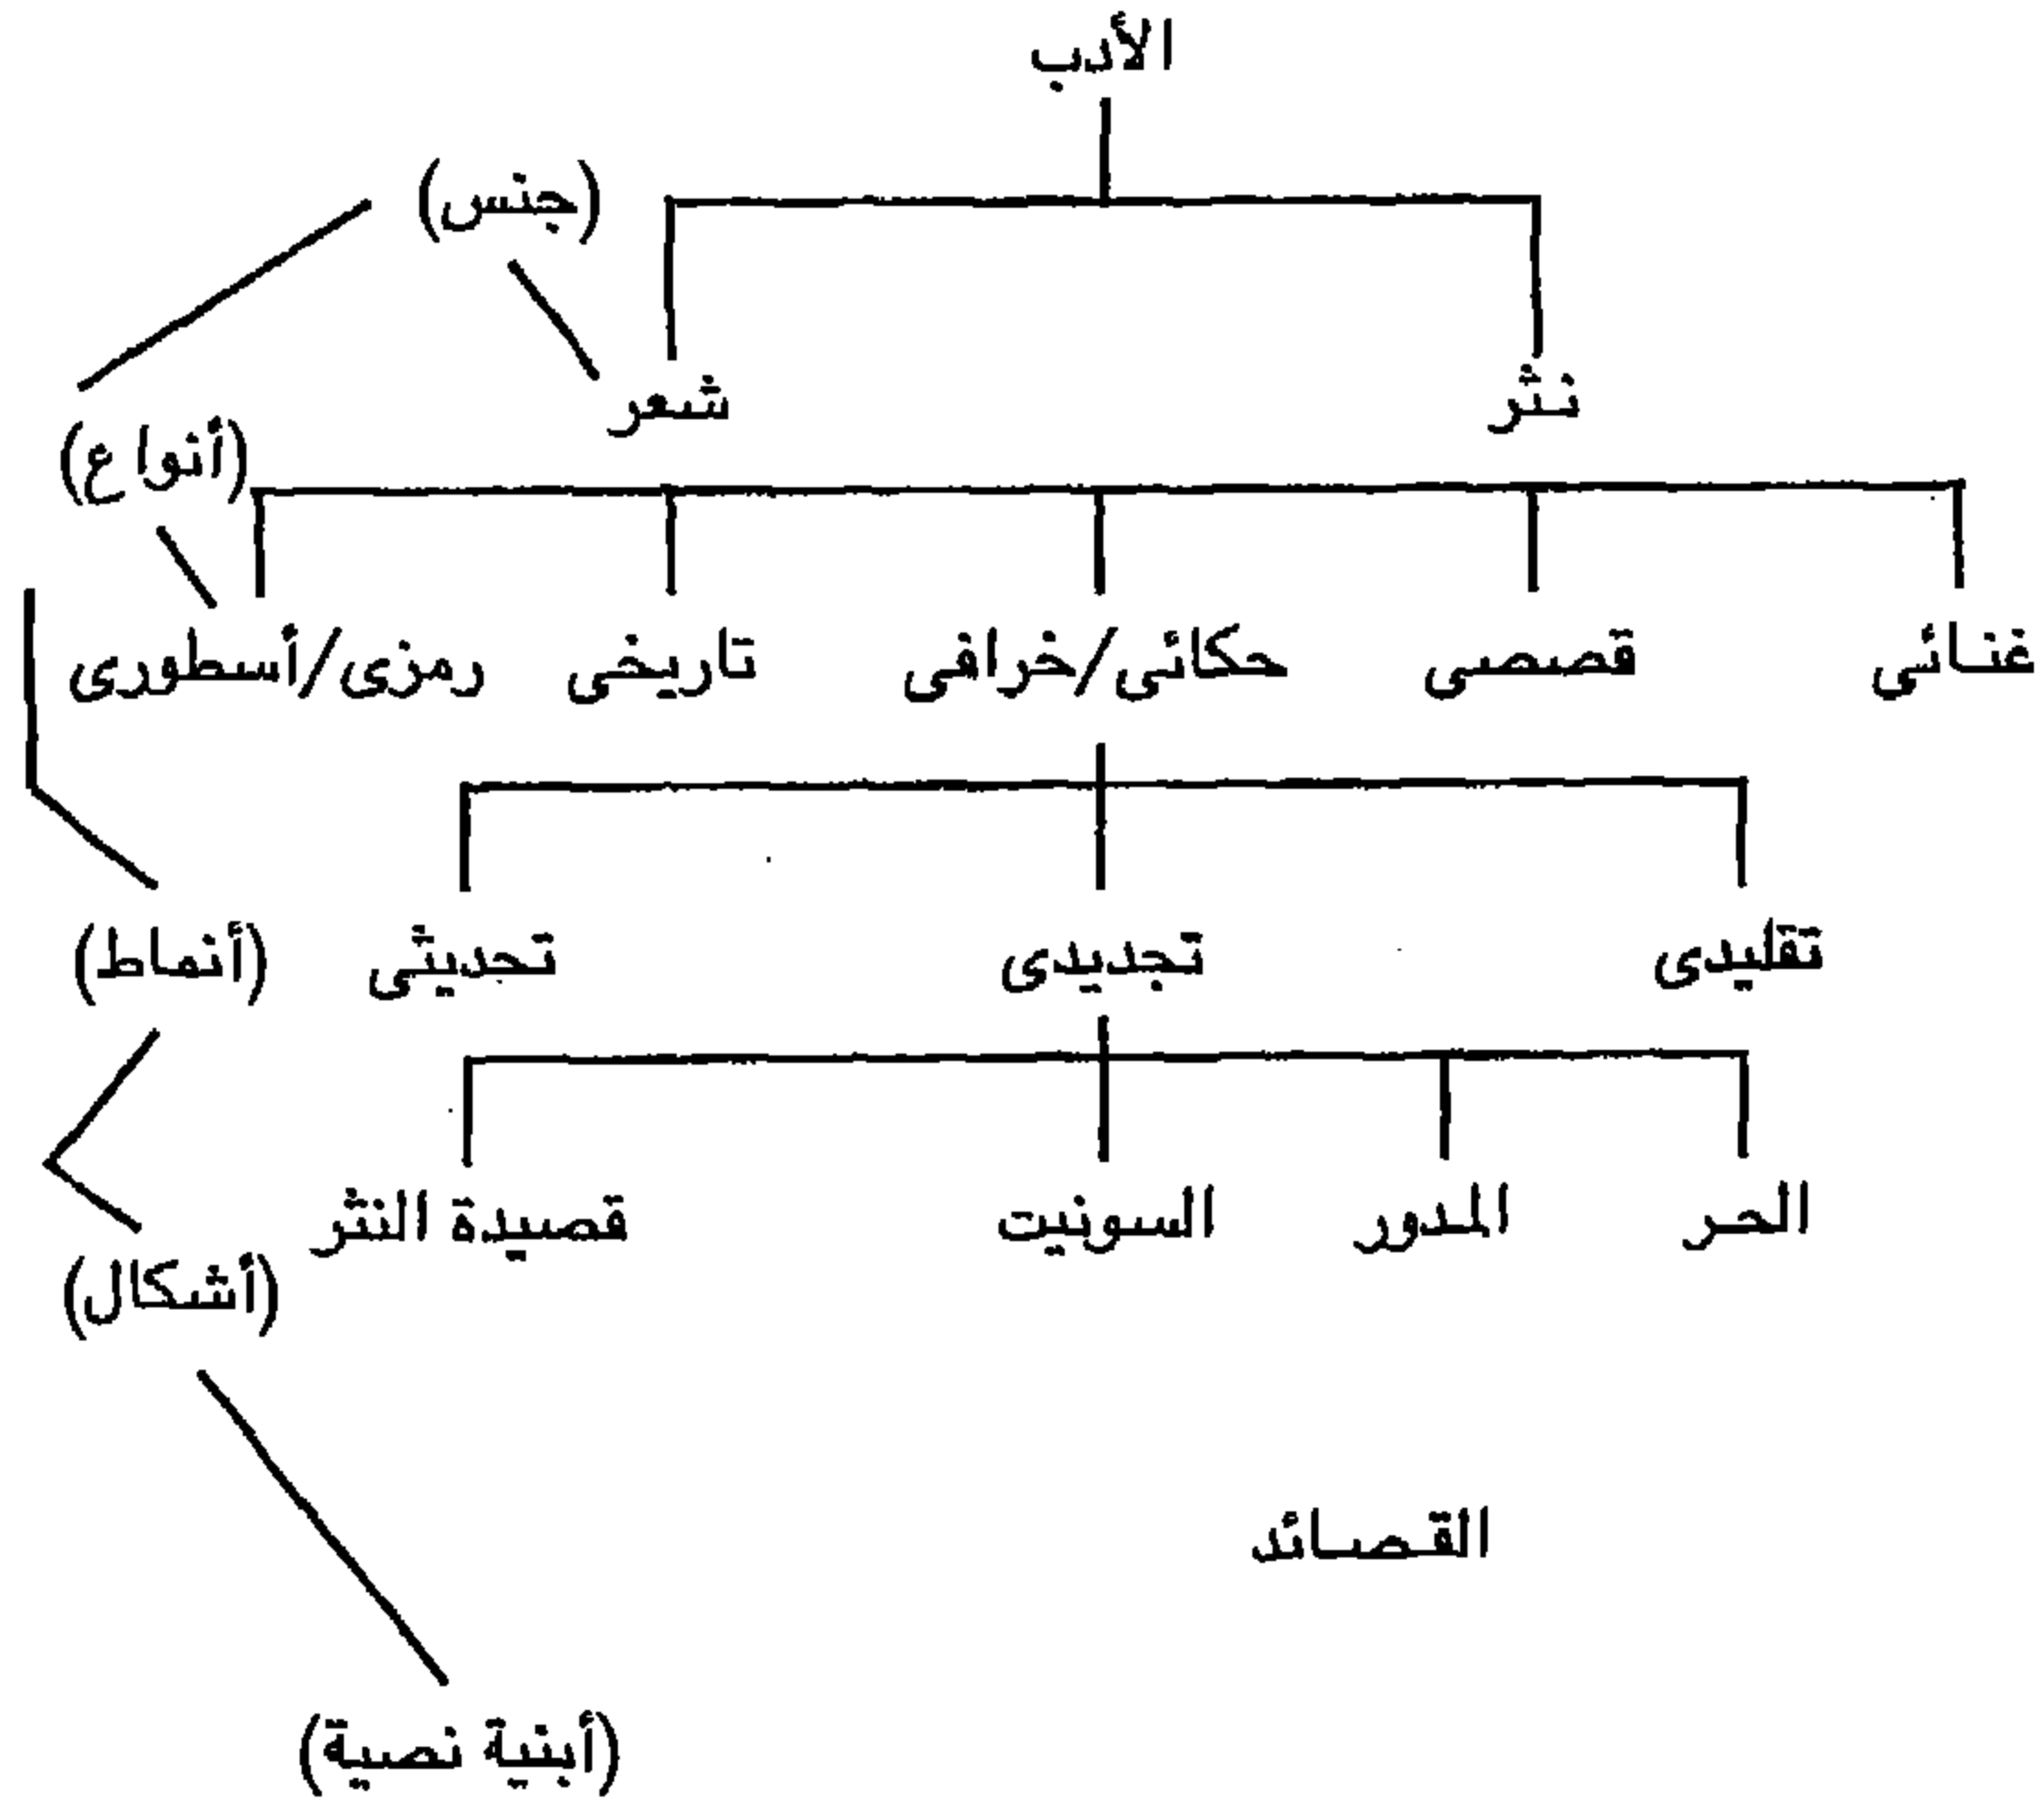 الأدب
(جنس)
نثر
شعر
(أنواع)
غنائى
قصصى
حكائى/خرافى
تاريخى
رمزى/أسطورى
تقليدى
تجديدى
تحديثى
(أنماط)
الحر
المدور
السونيت
قصيدة النثر
(أشكال)
القصائد
(أبنية نصية)